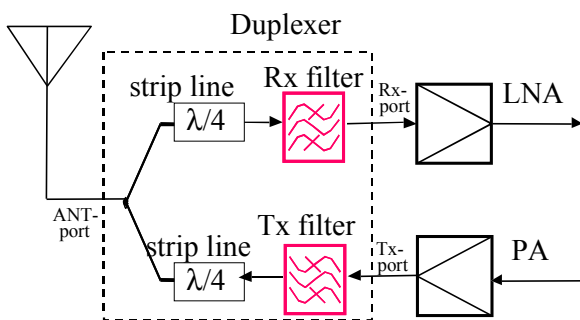 Duplexer
strip line
λ/4
Rx filter
Rx-
port
LNA
ANT-
port
strip line
λ/4
Tx filter
Tx-
port
PA